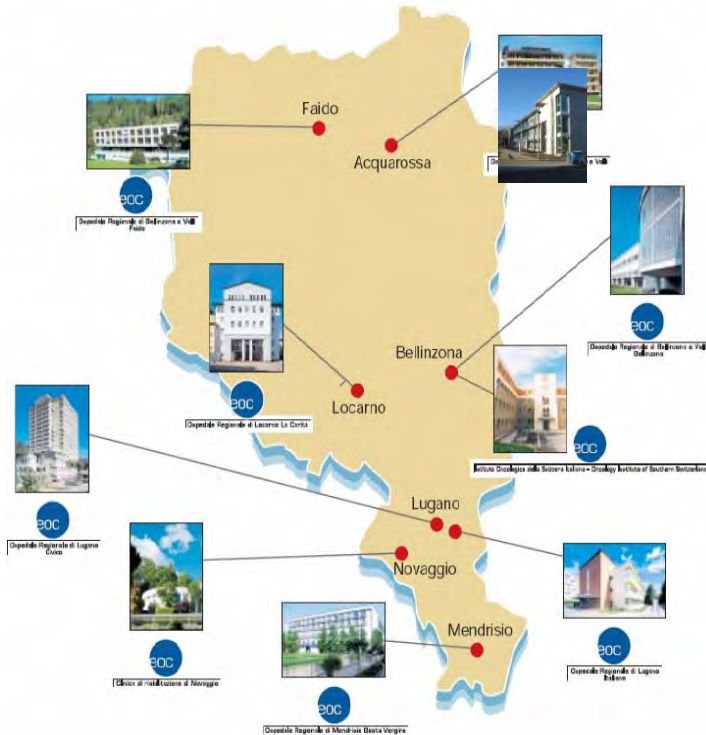 Faido
Acquarossa
eoc
Ospedale Regionale di Bellinzona e Valli
Faido
e Valli
eoc
Ospedale Regionale di Bellinzona e Valli
Bellinzona
Bellinzona
eoc
Ospedale Regionale di Locarno La Carità
Locarno
eoc
Istituto Oncologico della Svizzera Italiana - Oncology Institute of Southern Switzerland
Lugano
eoc
Ospedale Regionale di Lugano
Civico
Novaggio
eoc
Clinica di riabilitazione di Novaggio
Mendrisio
eoc
Ospedale Regionale di Lugano
Italiano
eoc
Ospedale Regionale di Mendrisio Beata Vergine